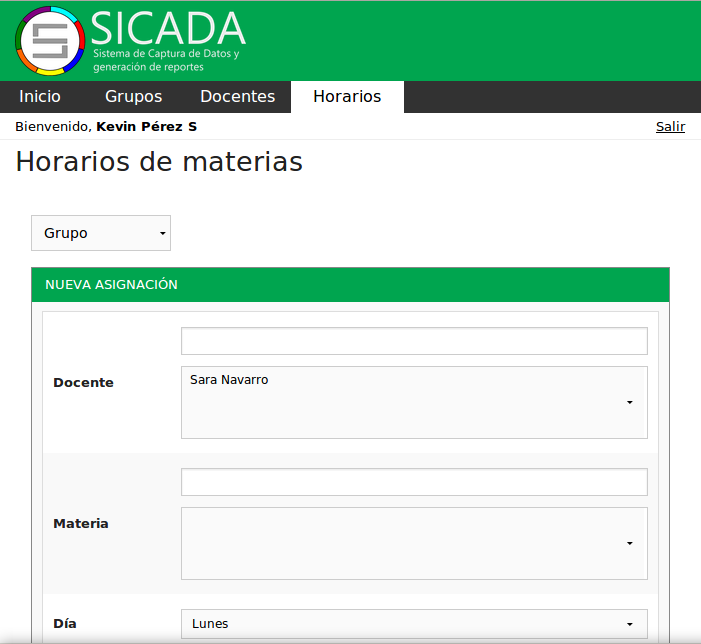 SICADA
Sistema de Captura de Datos y
generación de reportes
Inicio Grupos Docentes Horarios
Bienvenido, Kevin Pérez S Salir
Horarios de materias
Grupo
NUEVA ASIGNACIÓN
Docente
Sara Navarro
Materia
Día
Lunes